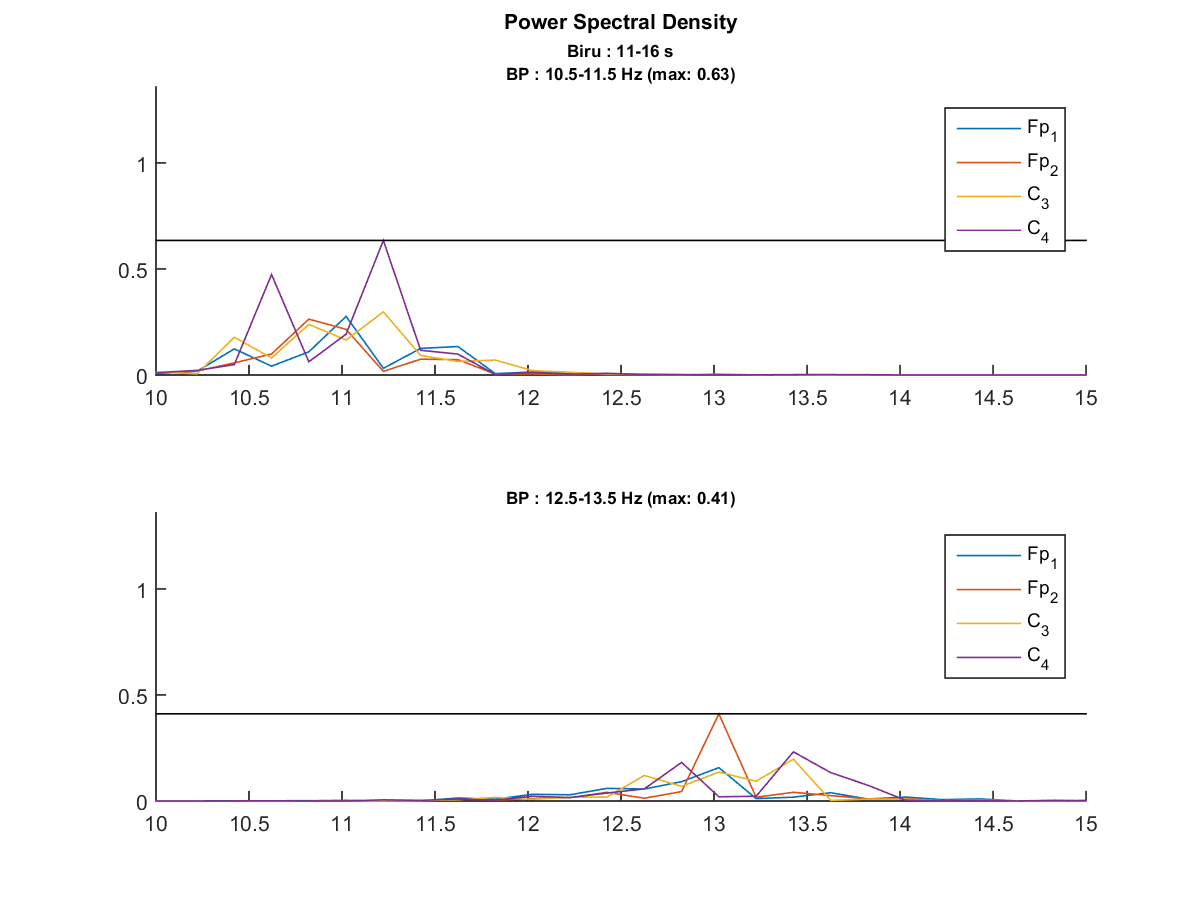 Power Spectral Density
Biru : 11-16 s
BP : 10.5-11.5 Hz (max: 0.63)
Fp1
Fp2
C3
C4
1
0.5
0
10 10.5 11 11.5 12 12.5 13 13.5 14 14.5 15
BP : 12.5-13.5 Hz (max: 0.41)
Fp1
Fp2
C3
C4
1
0.5
0
10 10.5 11 11.5 12 12.5 13 13.5 14 14.5 15